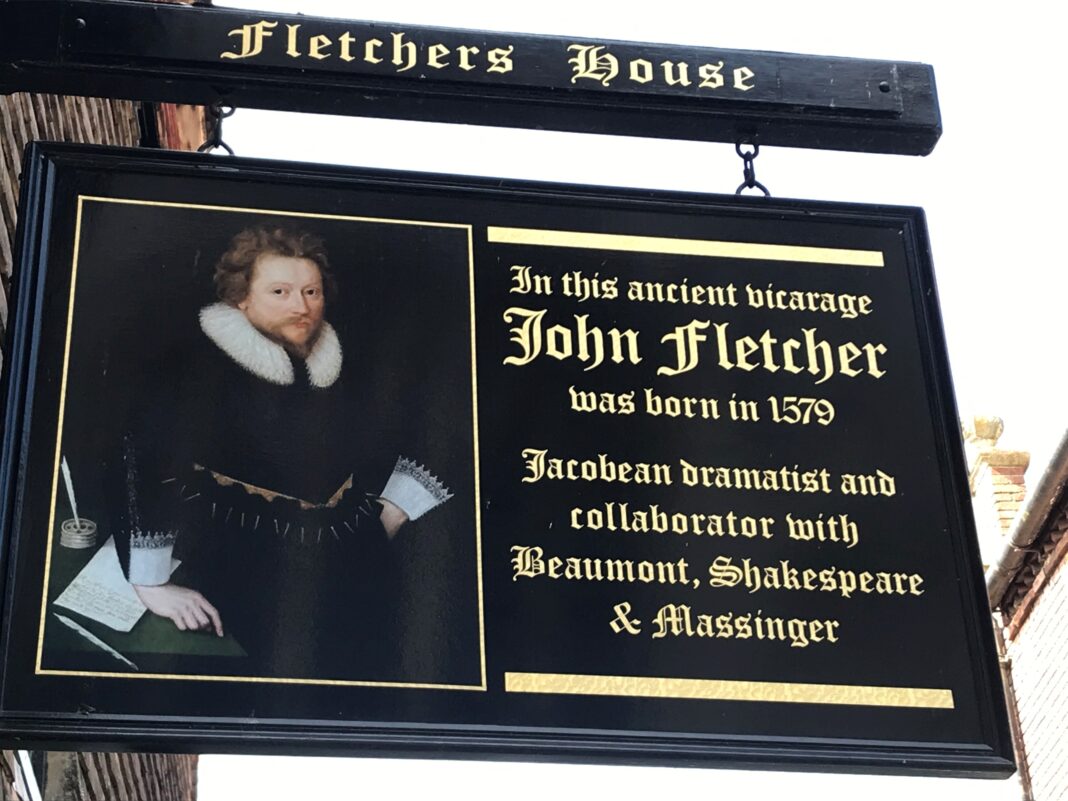 Fletchers House
In this ancient vicarage
John Fletcher
was born in 1579
Jacobean dramatist and
collaborator with
Beaumont, Shakespeare
& Massinger